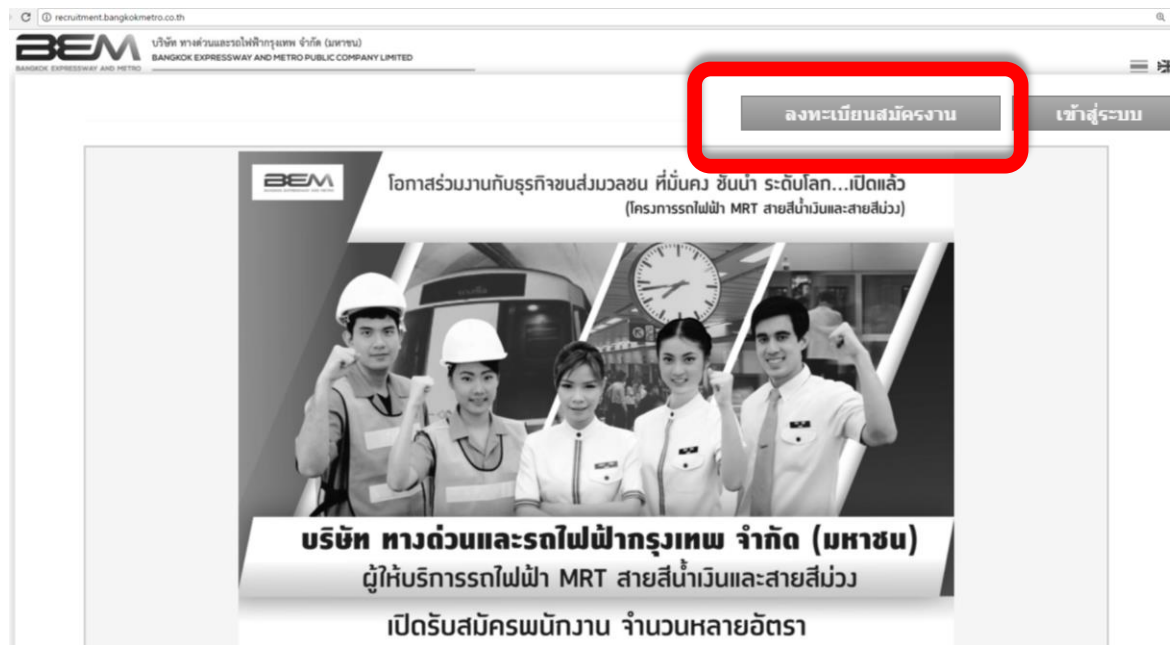 recruitment.bangkokmetro.co.th
BEM
BANGKOK EXPRESSWAY AND METRO
บริษัท ทางด่วนและรถไฟฟ้ากรุงเทพ จำกัด (มหาชน)
BANGKOK EXPRESSWAY AND METRO PUBLIC COMPANY LIMITED
ลงทะเบียนสมัครงาน
เข้าสู่ระบบ
BEM
โอกาสร่วมงานกับธุรกิจขนส่งมวลชน ที่มั่นคง ชั้นนำ ระดับโลก...เปิดแล้ว
(โครงการรถไฟฟ้า MRT สายสีน้ำเงินและสายสีม่วง)
บริษัท ทางด่วนและรถไฟฟ้ากรุงเทพ จำกัด (มหาชน)
ผู้ให้บริการรถไฟฟ้า MRT สายสีน้ำเงินและสายสีม่วง
เปิดรับสมัครพนักงาน จำนวนหลายอัตรา